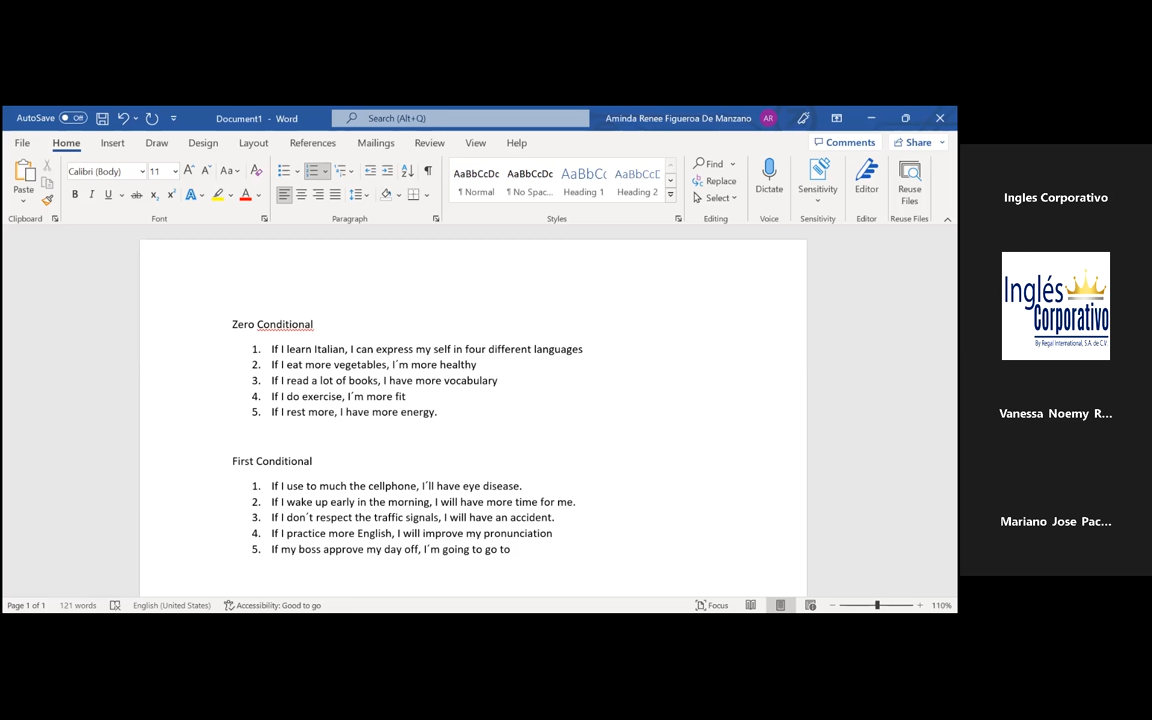 AutoSave Off Document1 - Word Search (Alt+Q) Aminda Renee Figueroa De Manzano AR
File Home Insert Draw Design Layout References Mailings Review View Help Comments Share
Paste Calibri (Body) 11 AaBbCcDc AaBbCcDc AaBbCc AaBbCcD Find Dictate Sensitivity Editor Reuse Files
¶ Normal ¶ No Spac... Heading 1 Heading 2 Replace
Select
Clipboard Font Paragraph Styles Editing Voice Sensitivity Editor Reuse Files
Zero Conditional
1. If I learn Italian, I can express my self in four different languages
2. If I eat more vegetables, I´m more healthy
3. If I read a lot of books, I have more vocabulary
4. If I do exercise, I´m more fit
5. If I rest more, I have more energy.
First Conditional
1. If I use to much the cellphone, I´ll have eye disease.
2. If I wake up early in the morning, I will have more time for me.
3. If I don´t respect the traffic signals, I will have an accident.
4. If I practice more English, I will improve my pronunciation
5. If my boss approve my day off, I´m going to go to
Page 1 of 1 121 words English (United States) Accessibility: Good to go Focus 110%
Ingles Corporativo
Inglés
Corporativo
By Regal International, S.A. de C.V.
Vanessa Noemy R...
Mariano Jose Pac...